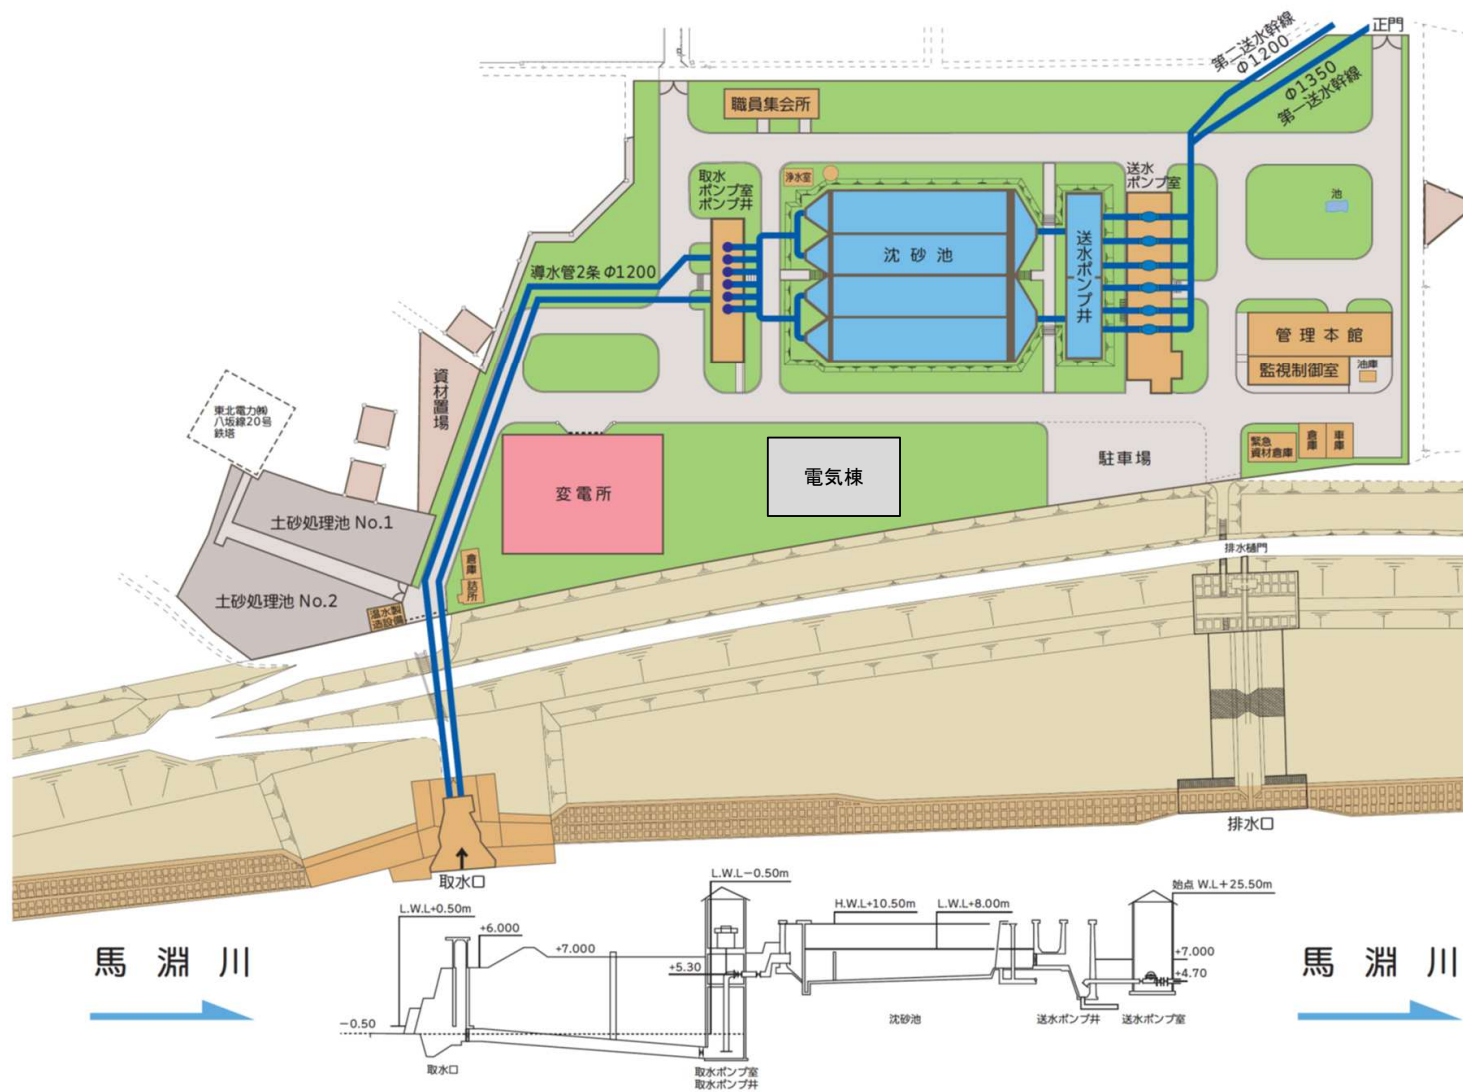 正門
第二送水幹線
Φ1200
Φ1350
第一送水幹線
職員集会所
取水
ポンプ室
ポンプ井
浄水室
送水
ポンプ室
池
沈砂池
送水ポンプ井
導水管2条 Φ1200
管理本館
監視制御室
油庫
資材置場
東北電力㈱
八坂線20号
鉄塔
変電所
電気棟
駐車場
緊急
資材倉庫
倉庫
車庫
土砂処理池 No.1
土砂処理池 No.2
倉庫
詰所
温水製
造設備
排水樋門
取水口
排水口
馬淵川
馬淵川
L.W.L+0.50m
+6.000
+7.000
−0.50
取水口
L.W.L−0.50m
+5.30
取水ポンプ室
取水ポンプ井
H.W.L+10.50m
L.W.L+8.00m
沈砂池
送水ポンプ井
始点 W.L+25.50m
+7.000
+4.70
送水ポンプ室